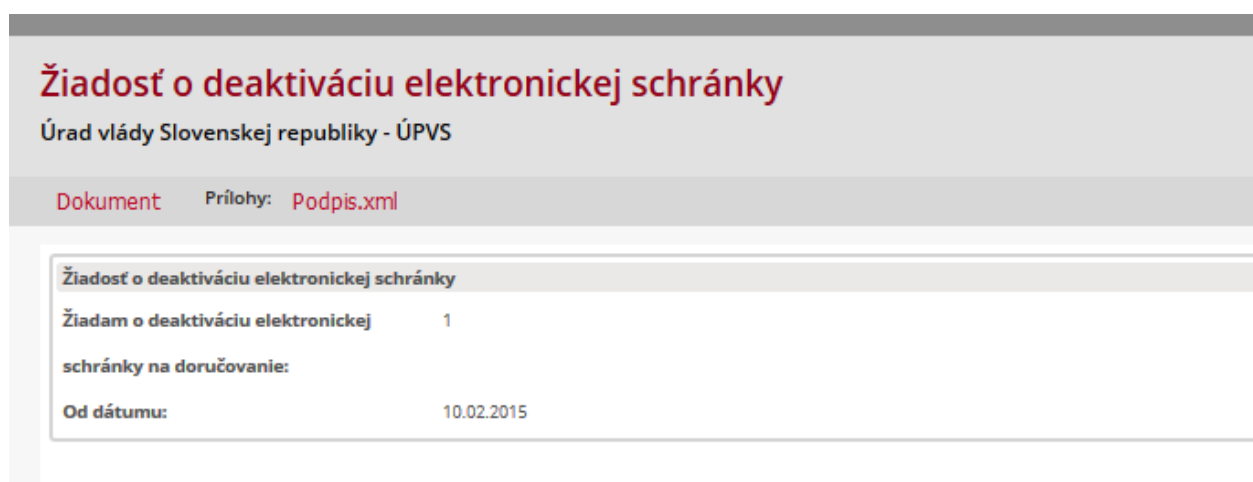 Žiadosť o deaktiváciu elektronickej schránky
Úrad vlády Slovenskej republiky - ÚPVS
Dokument Prílohy: Podpis.xml
Žiadosť o deaktiváciu elektronickej schránky
Žiadam o deaktiváciu elektronickej 1
schránky na doručovanie:
Od dátumu: 10.02.2015